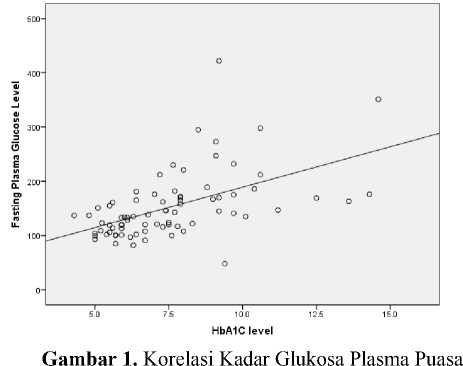 500
400
300
200
100
0
Fasting Plasma Glucose Level
5.0 7.5 10.0 12.5 15.0
HbA1C level
Gambar 1. Korelasi Kadar Glukosa Plasma Puasa